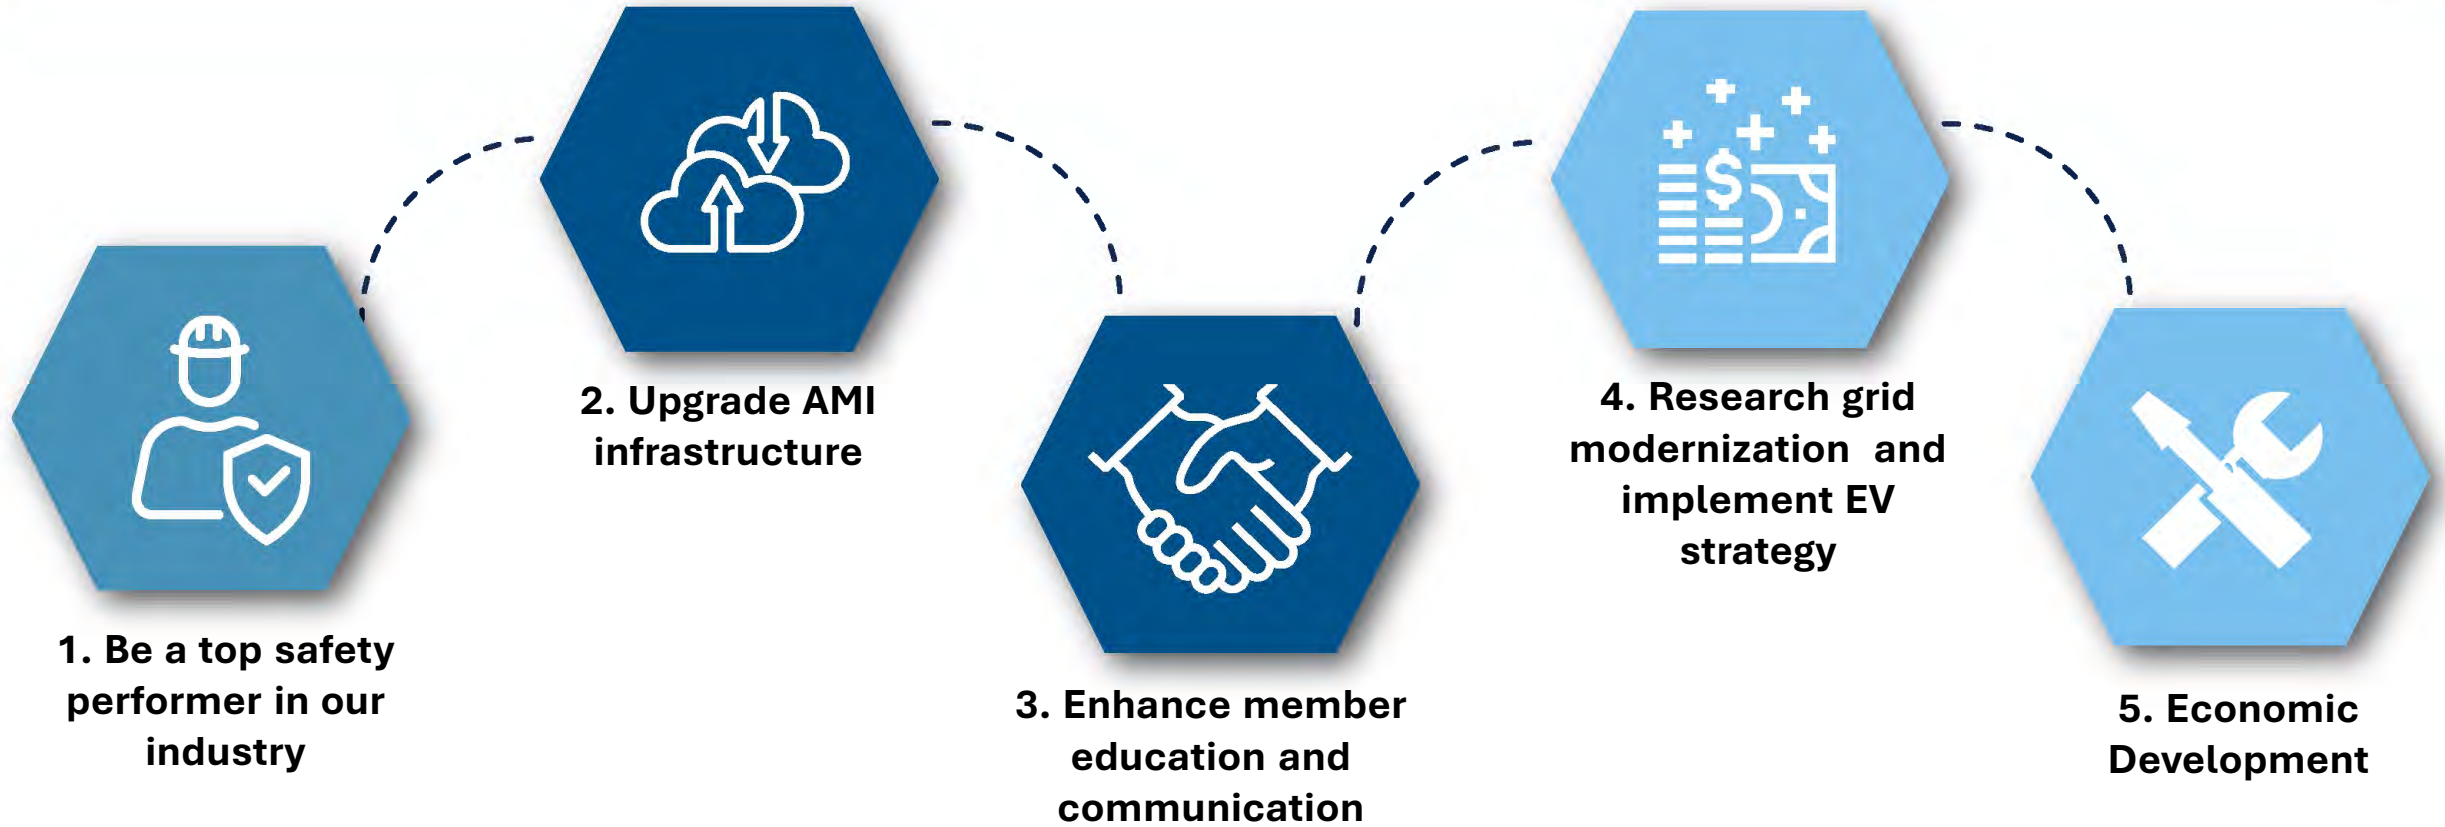 1. Be a top safety
performer in our
industry
2. Upgrade AMI
infrastructure
3. Enhance member
education and
communication
4. Research grid
modernization and
implement EV
strategy
5. Economic
Development